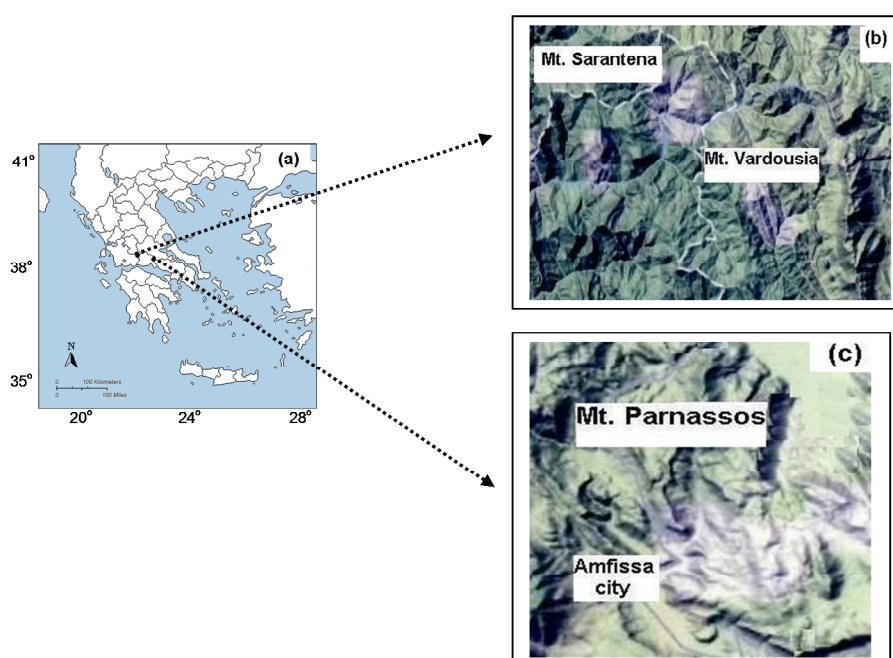 (a)
41°
38°
35°
20°
24°
28°
N
0 100 Kilometers
0 100 Miles
(b)
Mt. Sarantena
Mt. Vardousia
(c)
Mt. Parnassos
Amfissa
city